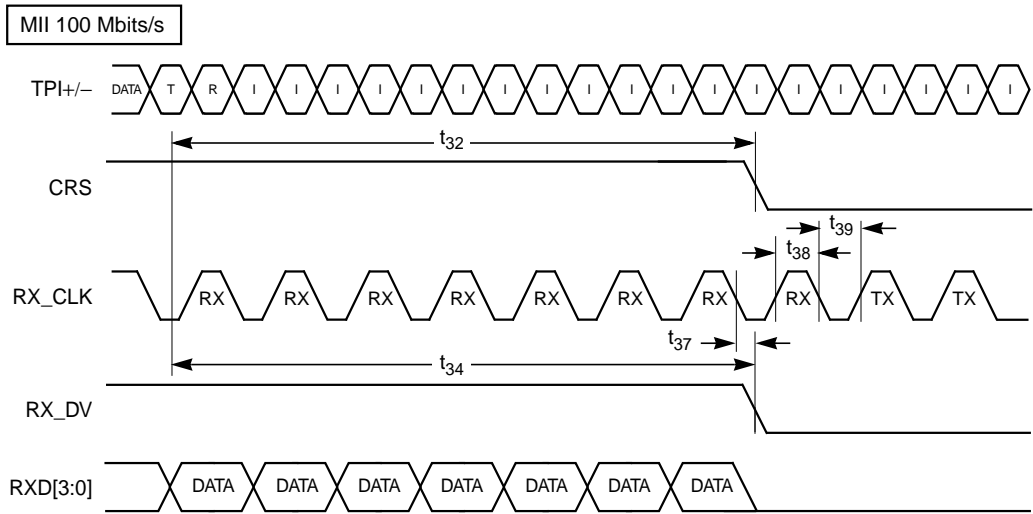 MII 100 Mbits/s
TPI+/– DATA T R I I I I I I I I I I I I I I I I I I I
t32
CRS
t39
t38
RX_CLK RX RX RX RX RX RX RX RX TX TX
t37
t34
RX_DV
RXD[3:0] DATA DATA DATA DATA DATA DATA DATA